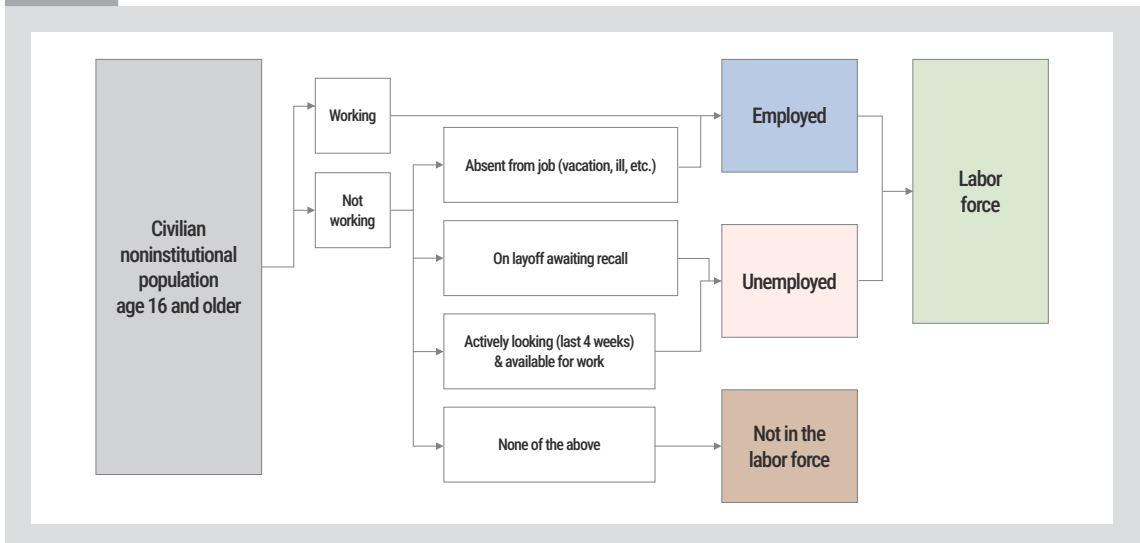 Civilian
noninstitutional
population
age 16 and older
Working
Not
working
Absent from job (vacation, ill, etc.)
On layoff awaiting recall
Actively looking (last 4 weeks)
& available for work
None of the above
Employed
Unemployed
Not in the
labor force
Labor
force